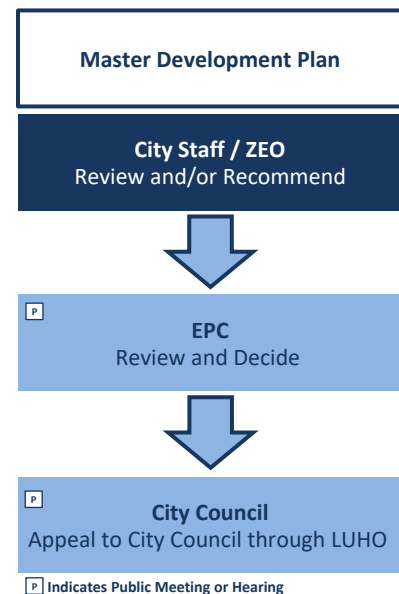 Master Development Plan
City Staff / ZEO
Review and/or Recommend
P
EPC
Review and Decide
P
City Council
Appeal to City Council through LUHO
P Indicates Public Meeting or Hearing